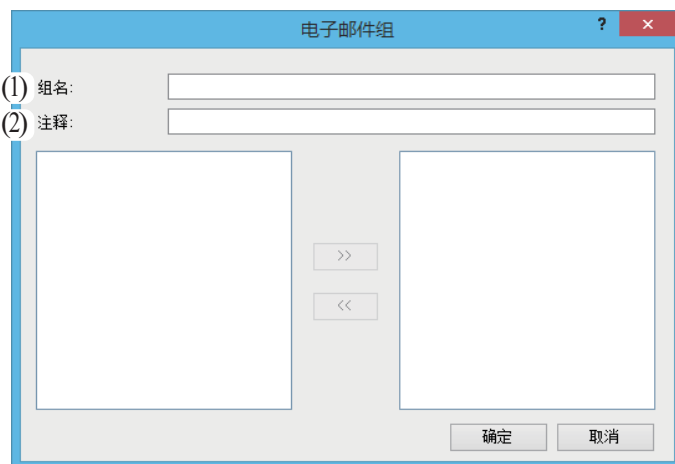 电子邮件组 ? ×
(1) 组名:
(2) 注释:
>>
<<
确定 取消